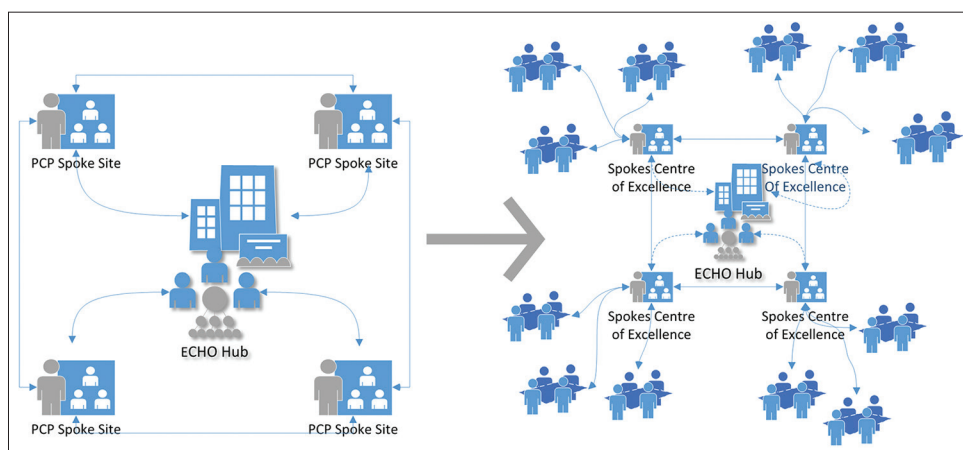 PCP Spoke Site
PCP Spoke Site
ECHO Hub
PCP Spoke Site
PCP Spoke Site
Spokes Centre
of Excellence
Spokes Centre
Of Excellence
ECHO Hub
Spokes Centre
of Excellence
Spokes Centre
of Excellence